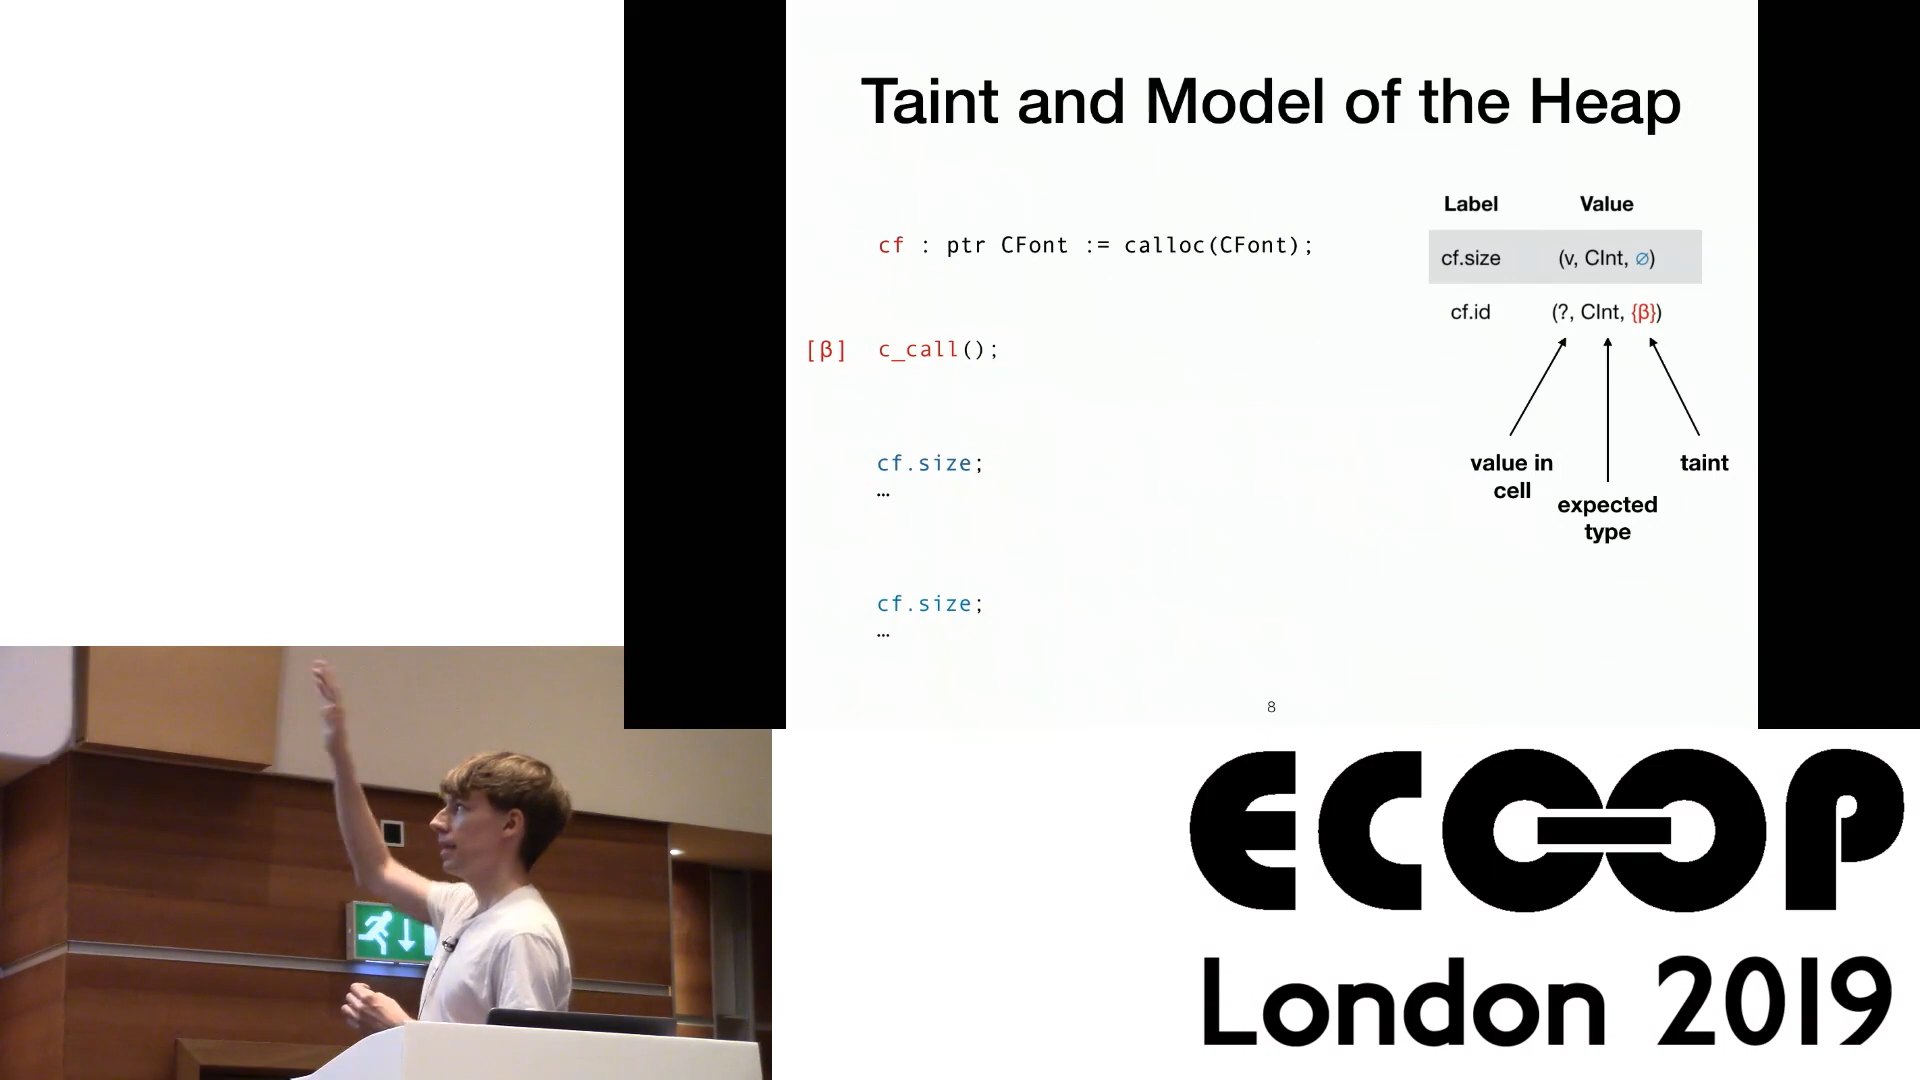 Taint and Model of the Heap
Label Value
cf : ptr CFont := calloc(CFont);
cf.size (v, CInt, ∅)
cf.id (?, CInt, {β})
[β] c_call();
cf.size;
…
value in
cell
expected
type
taint
cf.size;
…
8
ECOOP
London 2019